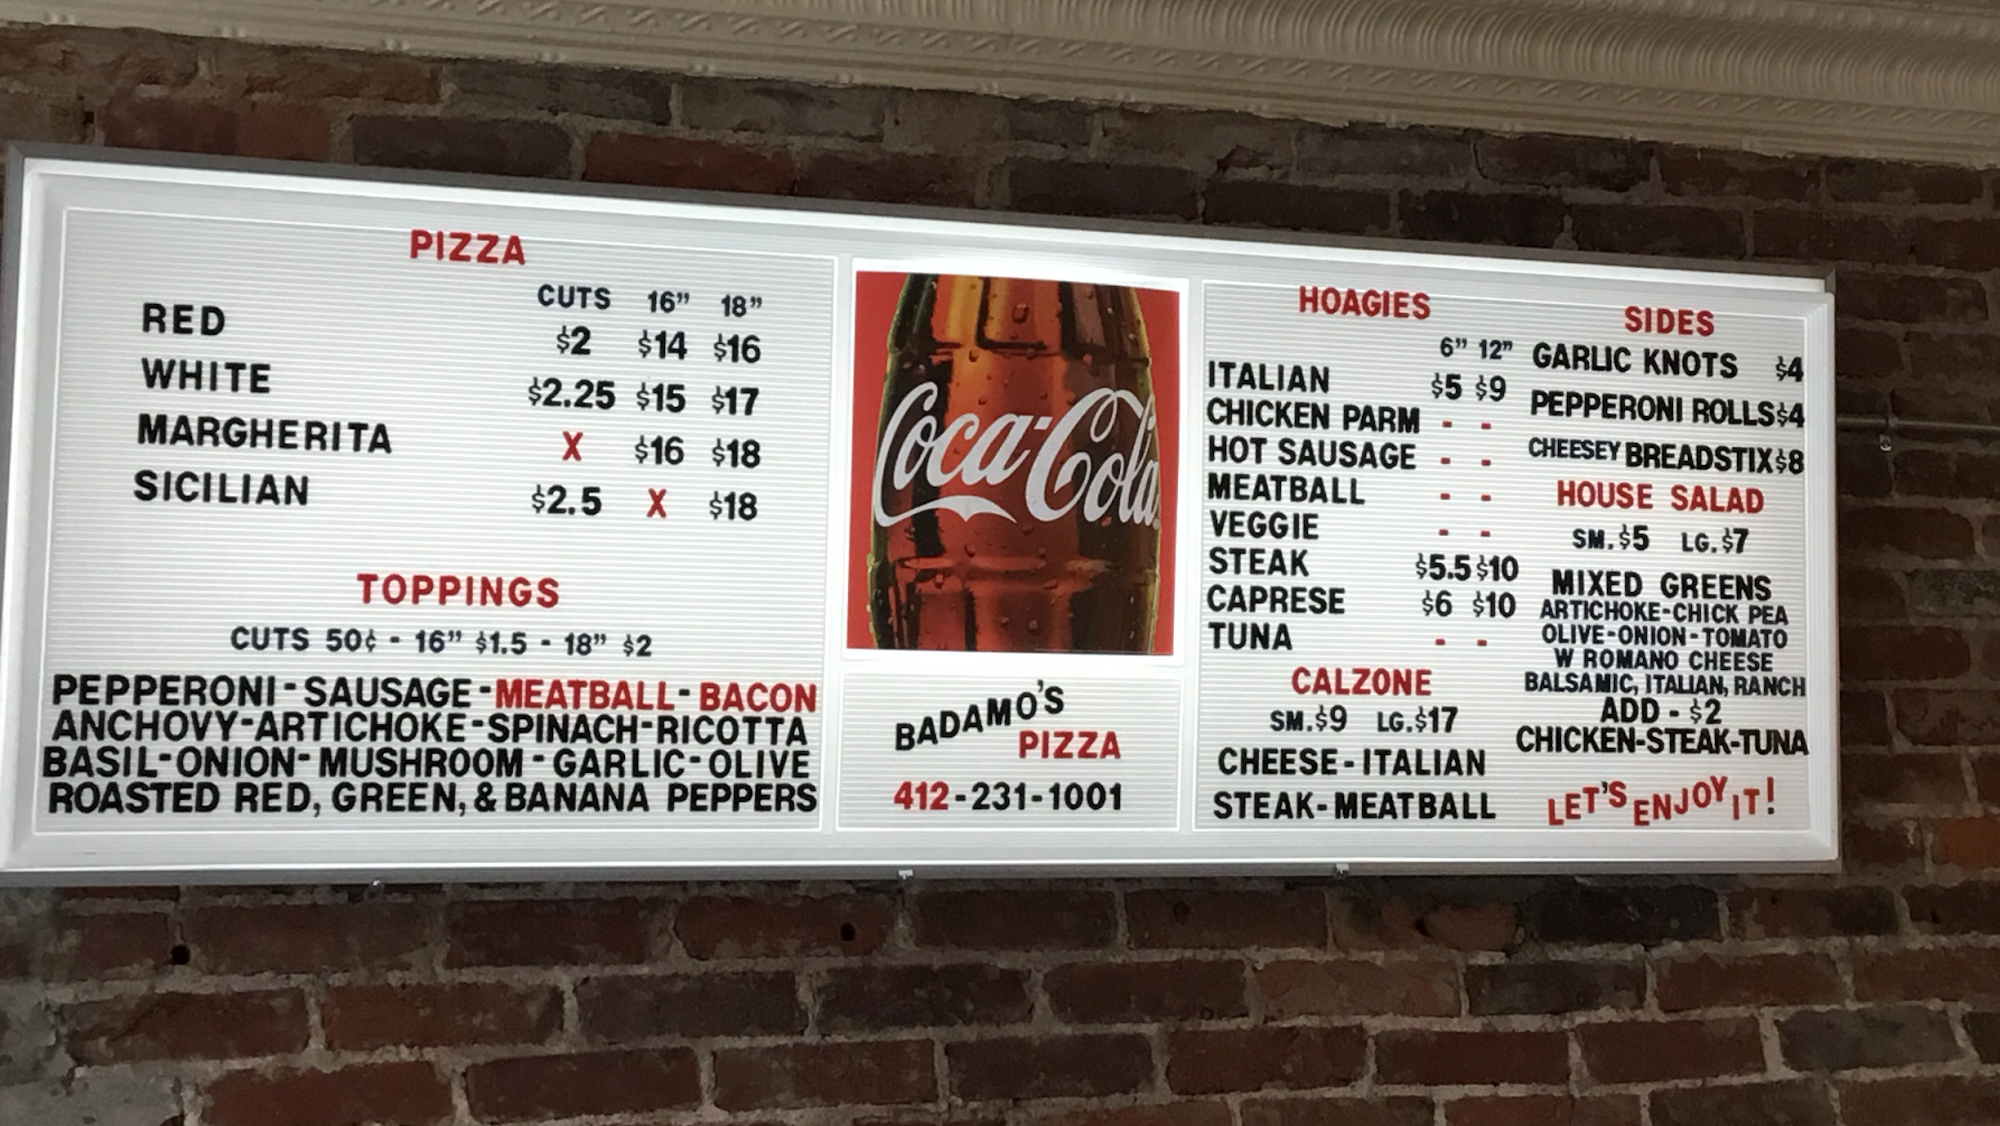 PIZZA
CUTS 16" 18"
RED $2 $14 $16
WHITE $2.25 $15 $17
MARGHERITA X $16 $18
SICILIAN $2.5 X $18
TOPPINGS
CUTS 50¢ - 16" $1.5 - 18" $2
PEPPERONI - SAUSAGE - MEATBALL - BACON
ANCHOVY-ARTICHOKE-SPINACH-RICOTTA
BASIL-ONION-MUSHROOM-GARLIC-OLIVE
ROASTED RED, GREEN, & BANANA PEPPERS
Coca-Cola
BADAMO'S
PIZZA
412-231-1001
HOAGIES
6" 12"
ITALIAN $5 $9
CHICKEN PARM - -
HOT SAUSAGE - -
MEATBALL - -
VEGGIE - -
STEAK $5.5 $10
CAPRESE $6 $10
TUNA - -
CALZONE
SM.$9 LG.$17
CHEESE-ITALIAN
STEAK-MEATBALL
SIDES
GARLIC KNOTS $4
PEPPERONI ROLLS $4
CHEESEY BREADSTIX $8
HOUSE SALAD
SM.$5 LG.$7
MIXED GREENS
ARTICHOKE-CHICK PEA
OLIVE-ONION-TOMATO
W ROMANO CHEESE
BALSAMIC, ITALIAN, RANCH
ADD - $2
CHICKEN-STEAK-TUNA
LET'S ENJOY IT!